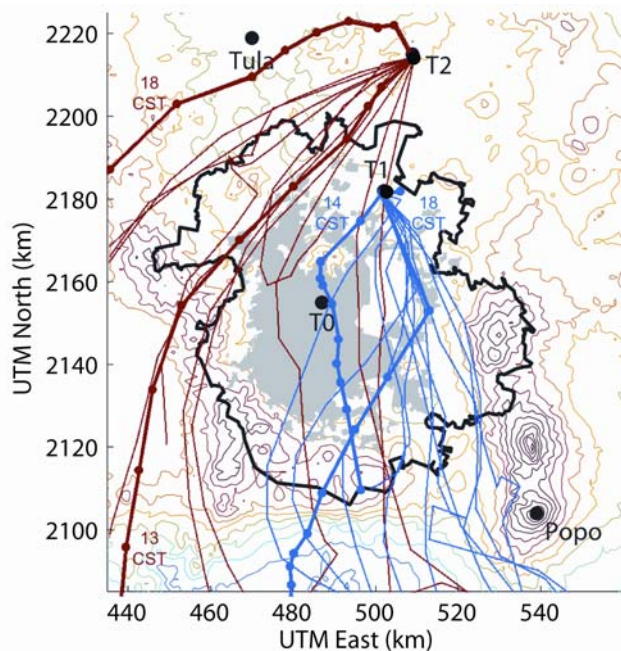 2220
2200
2180
2160
2140
2120
2100
UTM North (km)
Tula
T2
18
CST
T1
14
CST
18
CST
T0
Popo
13
CST
440
460
480
500
520
540
UTM East (km)